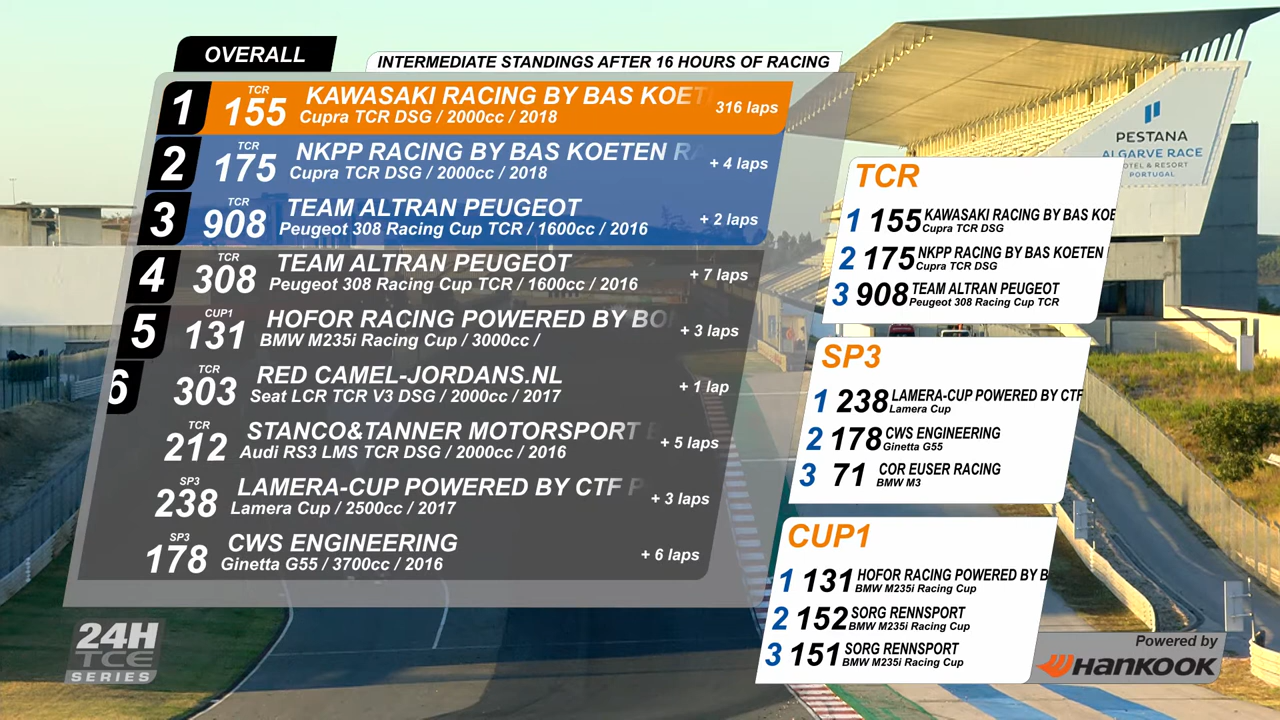 OVERALL
INTERMEDIATE STANDINGS AFTER 16 HOURS OF RACING
1 TCR 155 KAWASAKI RACING BY BAS KOET 316 laps
Cupra TCR DSG / 2000cc / 2018
2 TCR 175 NKPP RACING BY BAS KOETEN RA + 4 laps
Cupra TCR DSG / 2000cc / 2018
3 TCR 908 TEAM ALTRAN PEUGEOT + 2 laps
Peugeot 308 Racing Cup TCR / 1600cc / 2016
4 TCR 308 TEAM ALTRAN PEUGEOT + 7 laps
Peugeot 308 Racing Cup TCR / 1600cc / 2016
5 CUP1 131 HOFOR RACING POWERED BY BO + 3 laps
BMW M235i Racing Cup / 3000cc /
6 TCR 303 RED CAMEL-JORDANS.NL + 1 lap
Seat LCR TCR V3 DSG / 2000cc / 2017
TCR 212 STANCO&TANNER MOTORSPORT + 5 laps
Audi RS3 LMS TCR DSG / 2000cc / 2016
SP3 238 LAMERA-CUP POWERED BY CTF P + 3 laps
Lamera Cup / 2500cc / 2017
SP3 178 CWS ENGINEERING + 6 laps
Ginetta G55 / 3700cc / 2016
24H
TCE
SERIES
PESTANA
ALGARVE RACE
HOTEL & RESORT
PORTUGAL
TCR
1 155 KAWASAKI RACING BY BAS KOE
Cupra TCR DSG
2 175 NKPP RACING BY BAS KOETEN
Cupra TCR DSG
3 908 TEAM ALTRAN PEUGEOT
Peugeot 308 Racing Cup TCR
SP3
1 238 LAMERA-CUP POWERED BY CTF
Lamera Cup
2 178 CWS ENGINEERING
Ginetta G55
3 71 COR EUSER RACING
BMW M3
CUP1
1 131 HOFOR RACING POWERED BY B
BMW M235i Racing Cup
2 152 SORG RENNSPORT
BMW M235i Racing Cup
3 151 SORG RENNSPORT
BMW M235i Racing Cup
Powered by
HANKOOK